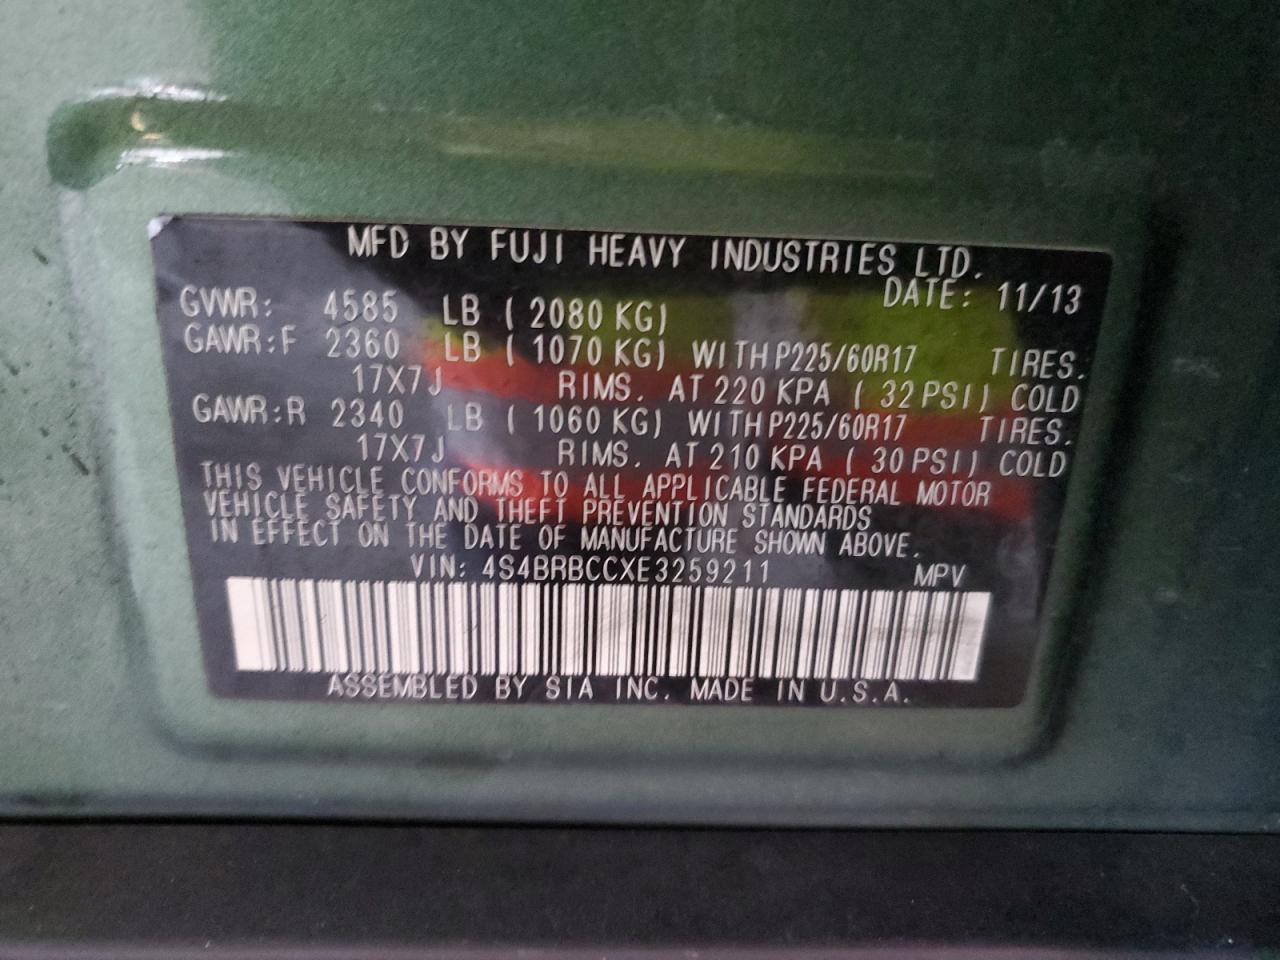 MFD BY FUJI HEAVY INDUSTRIES LTD.
DATE: 11/13
GVWR: 4585 LB ( 2080 KG)
GAWR:F 2360 LB ( 1070 KG) WITH P225/60R17 TIRES.
17X7J RIMS. AT 220 KPA ( 32 PSI) COLD
GAWR:R 2340 LB ( 1060 KG) WITH P225/60R17 TIRES.
17X7J RIMS. AT 210 KPA ( 30 PSI) COLD
THIS VEHICLE CONFORMS TO ALL APPLICABLE FEDERAL MOTOR
VEHICLE SAFETY AND THEFT PREVENTION STANDARDS
IN EFFECT ON THE DATE OF MANUFACTURE SHOWN ABOVE.
VIN: 4S4BRBCCXE3259211 MPV
ASSEMBLED BY SIA INC. MADE IN U.S.A.